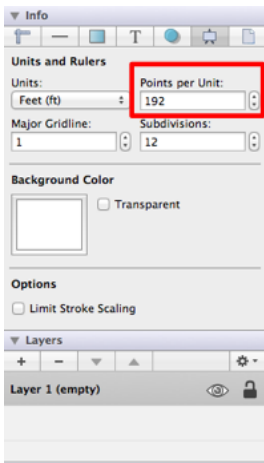 Info
T
Units and Rulers
Units: Points per Unit:
Feet (ft) 192
Major Gridline: Subdivisions:
1 12
Background Color
Transparent
Options
Limit Stroke Scaling
Layers
+ −
Layer 1 (empty)